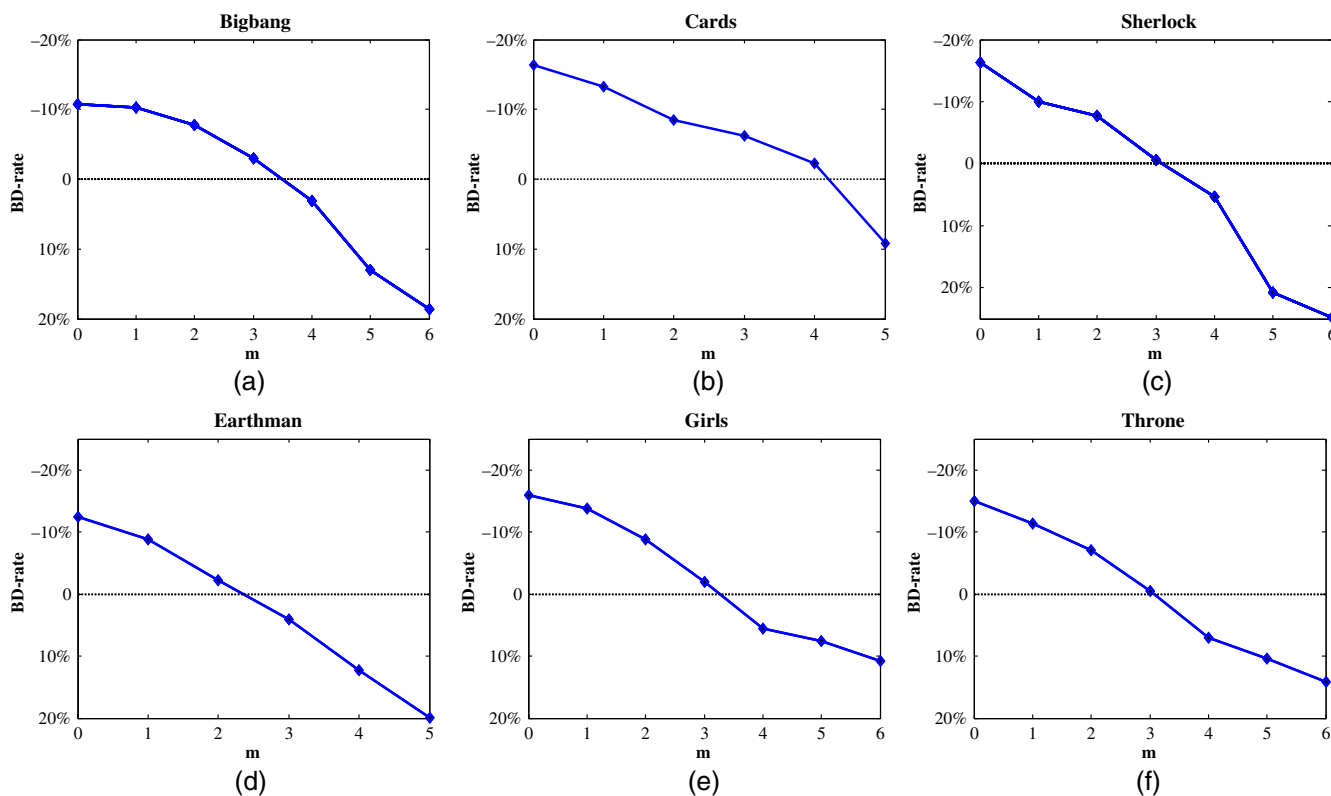 Bigbang
−20%
−10%
0
10%
20%
BD-rate
0 1 2 3 4 5 6
m
(a)
Cards
−20%
−10%
0
10%
20%
BD-rate
0 1 2 3 4 5
m
(b)
Sherlock
−20%
−10%
0
10%
20%
BD-rate
0 1 2 3 4 5 6
m
(c)
Earthman
−20%
−10%
0
10%
20%
BD-rate
0 1 2 3 4 5
m
(d)
Girls
−20%
−10%
0
10%
20%
BD-rate
0 1 2 3 4 5 6
m
(e)
Throne
−20%
−10%
0
10%
20%
BD-rate
0 1 2 3 4 5 6
m
(f)